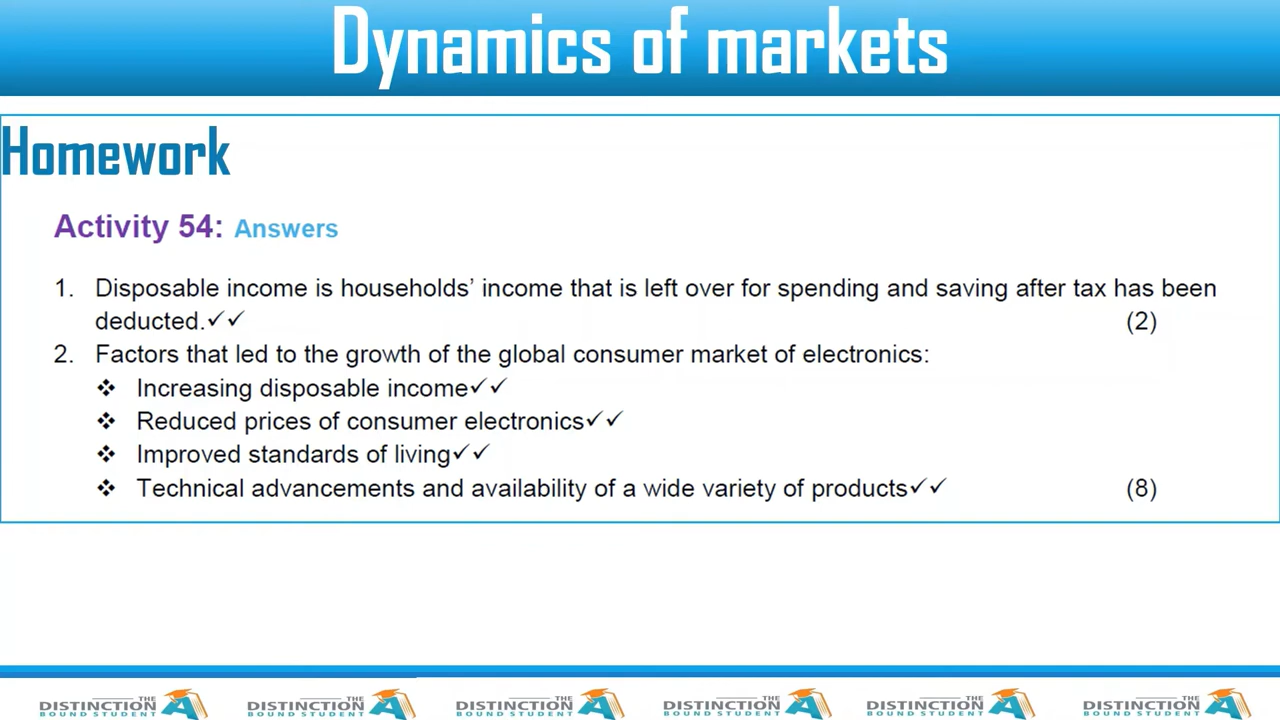 Dynamics of markets
Homework
Activity 54: Answers
1. Disposable income is households’ income that is left over for spending and saving after tax has been
deducted.✓✓ (2)
2. Factors that led to the growth of the global consumer market of electronics:
❖ Increasing disposable income✓✓
❖ Reduced prices of consumer electronics✓✓
❖ Improved standards of living✓✓
❖ Technical advancements and availability of a wide variety of products✓✓ (8)
THE DISTINCTION BOUND STUDENT THE DISTINCTION BOUND STUDENT THE DISTINCTION BOUND STUDENT THE DISTINCTION BOUND STUDENT THE DISTINCTION BOUND STUDENT THE DISTINCTION BOUND STUDENT